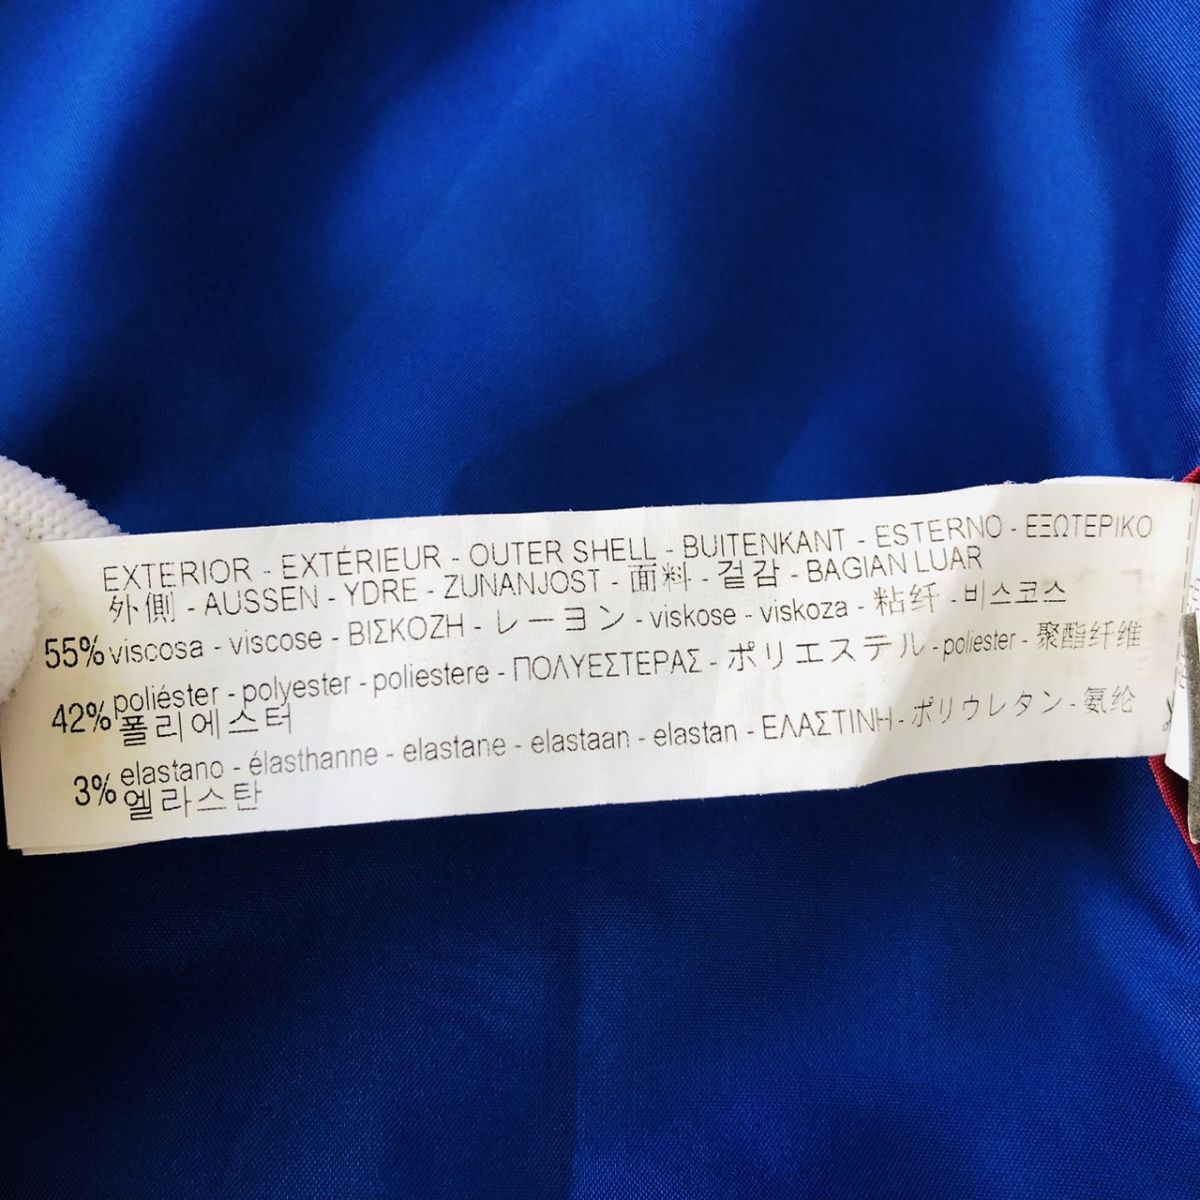 EXTERIOR - EXTÉRIEUR - OUTER SHELL - BUITENKANT - ESTERNO - ΕΞΩΤΕΡΙΚΟ
外側 - AUSSEN - YDRE - ZUNANJOST - 面料 - 겉감 - BAGIAN LUAR
55% viscosa - viscose - ΒΙΣΚΟΖΗ - レーヨン - viskose - viskoza - 粘纤 - 비스코스
42% poliéster - polyester - poliestere - ΠΟΛΥΕΣΤΕΡΑΣ - ポリエステル - poliester - 聚酯纤维
폴리에스터
3% elastano - élasthanne - elastane - elastaan - elastan - ΕΛΑΣΤΙΝΗ - ポリウレタン - 氨纶
엘라스탄